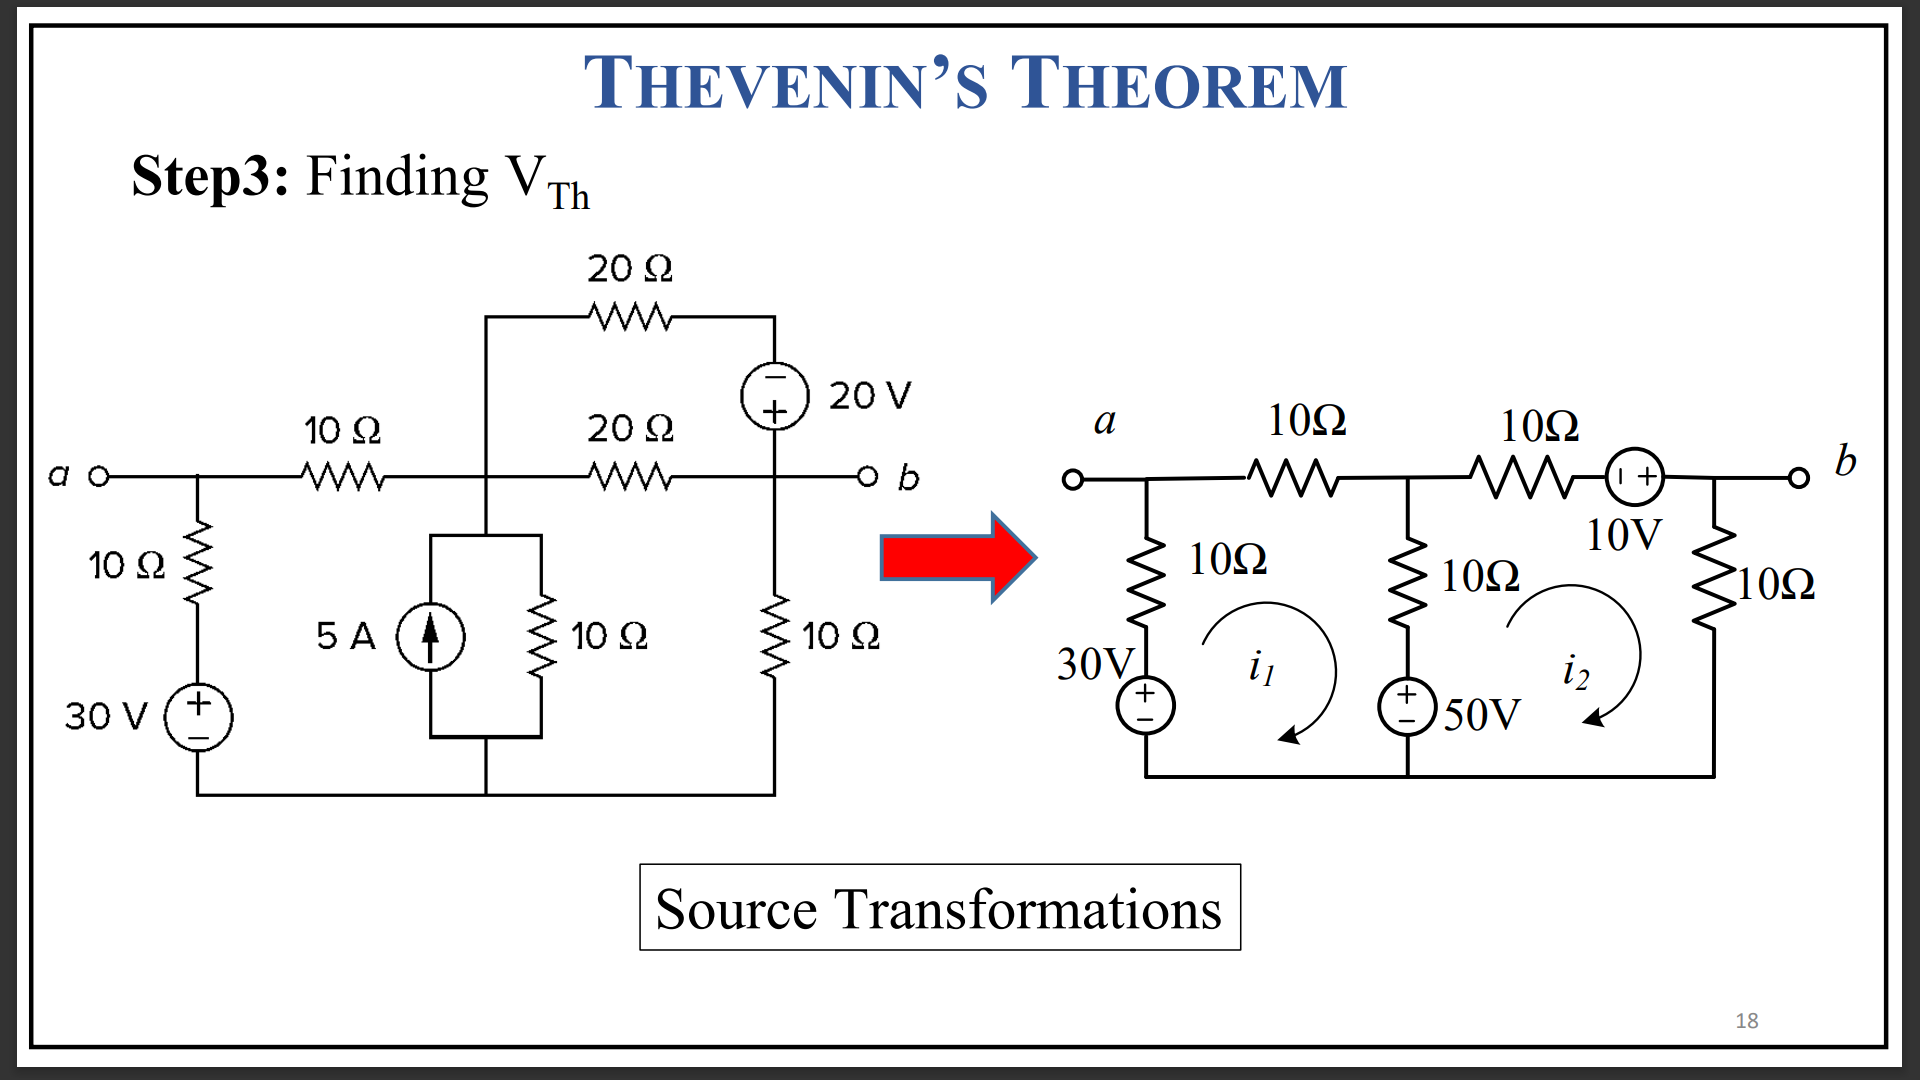 THEVENIN'S THEOREM
Step3: Finding VTh
20 Ω
20 V
10 Ω
20 Ω
a
b
10 Ω
5 A
10 Ω
10 Ω
30 V
a
10Ω
10Ω
b
10V
10Ω
10Ω
10Ω
30V
i1
i2
50V
Source Transformations
18